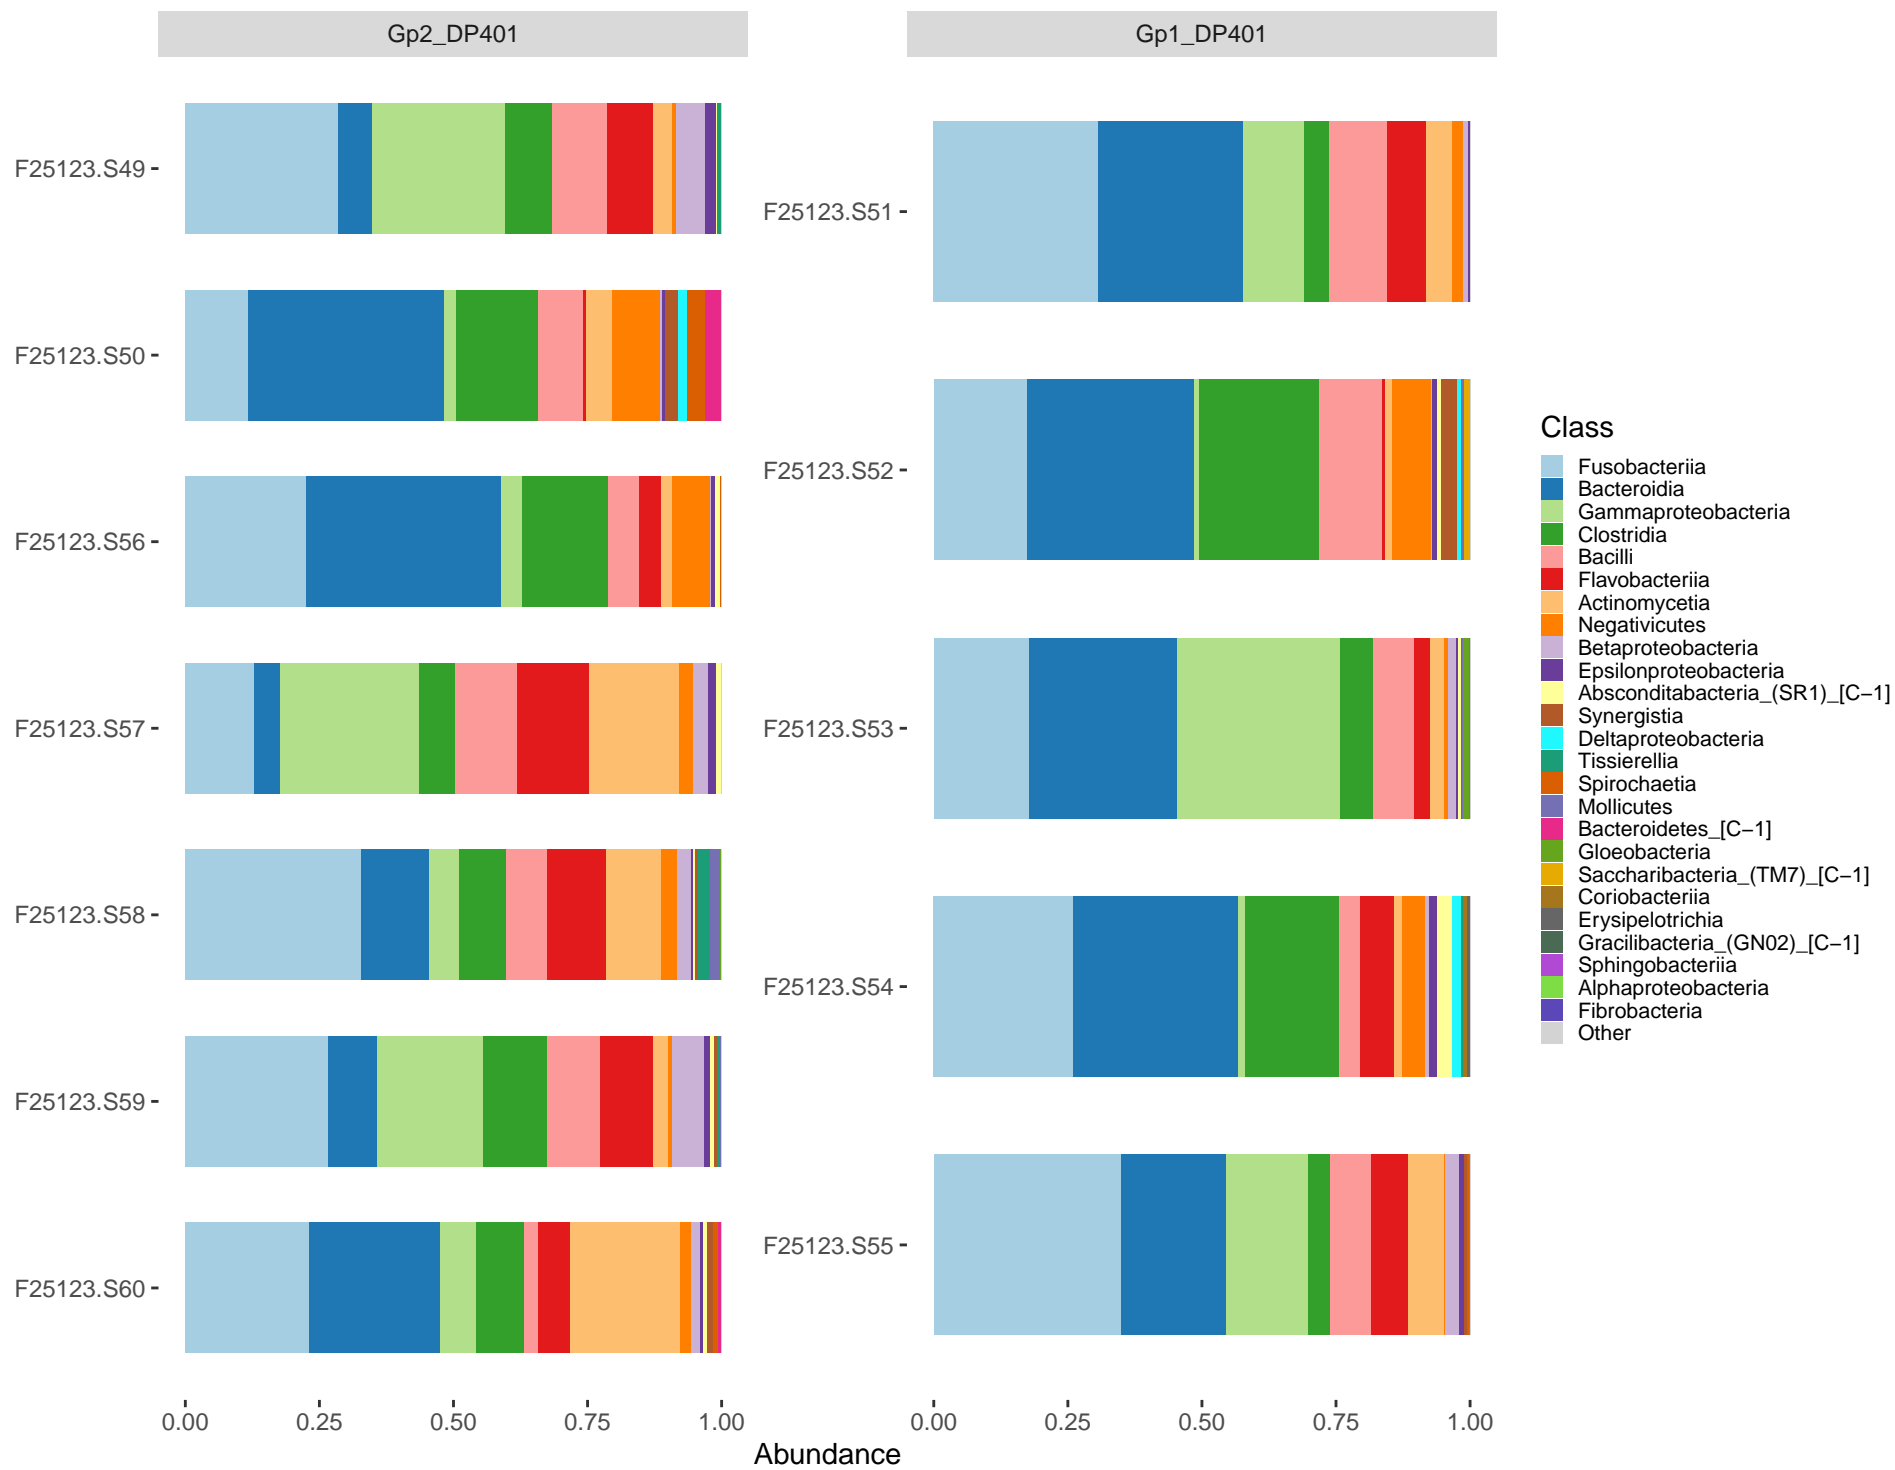 Gp2_DP401
Gp1_DP401
F25123.S49
F25123.S50
F25123.S56
F25123.S57
F25123.S58
F25123.S59
F25123.S60
F25123.S51
F25123.S52
F25123.S53
F25123.S54
F25123.S55
0.00 0.25 0.50 0.75 1.00
0.00 0.25 0.50 0.75 1.00
Abundance
Class
Fusobacteriia
Bacteroidia
Gammaproteobacteria
Clostridia
Bacilli
Flavobacteriia
Actinomycetia
Negativicutes
Betaproteobacteria
Epsilonproteobacteria
Absconditabacteria_(SR1)_[C−1]
Synergistia
Deltaproteobacteria
Tissierellia
Spirochaetia
Mollicutes
Bacteroidetes_[C−1]
Gloeobacteria
Saccharibacteria_(TM7)_[C−1]
Coriobacteriia
Erysipelotrichia
Gracilibacteria_(GN02)_[C−1]
Sphingobacteriia
Alphaproteobacteria
Fibrobacteria
Other